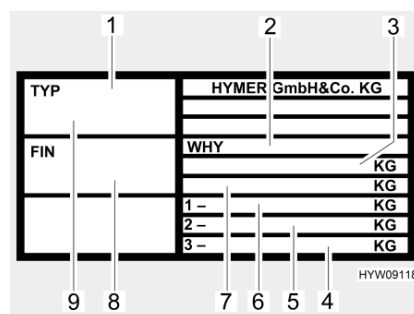 1 2 3
TYP
HYMER GmbH&Co. KG
FIN
WHY
KG
KG
1 – KG
2 – KG
3 – KG
HYW09118
9 8 7 6 5 4